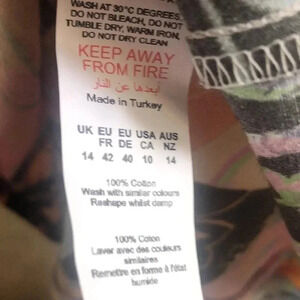 WASH AT 30°C DEGREES
DO NOT BLEACH, DO NOT
TUMBLE DRY, WARM IRON,
DO NOT DRY CLEAN
KEEP AWAY
FROM FIRE
أبعدها عن النار
Made in Turkey
UK EU EU USA AUS
FR DE CA NZ
14 42 40 10 14
100% Cotton
Wash with similar colours
Reshape whilst damp
100% Coton
Laver avec des couleurs
similaires
Remettre en forme à l'état
humide